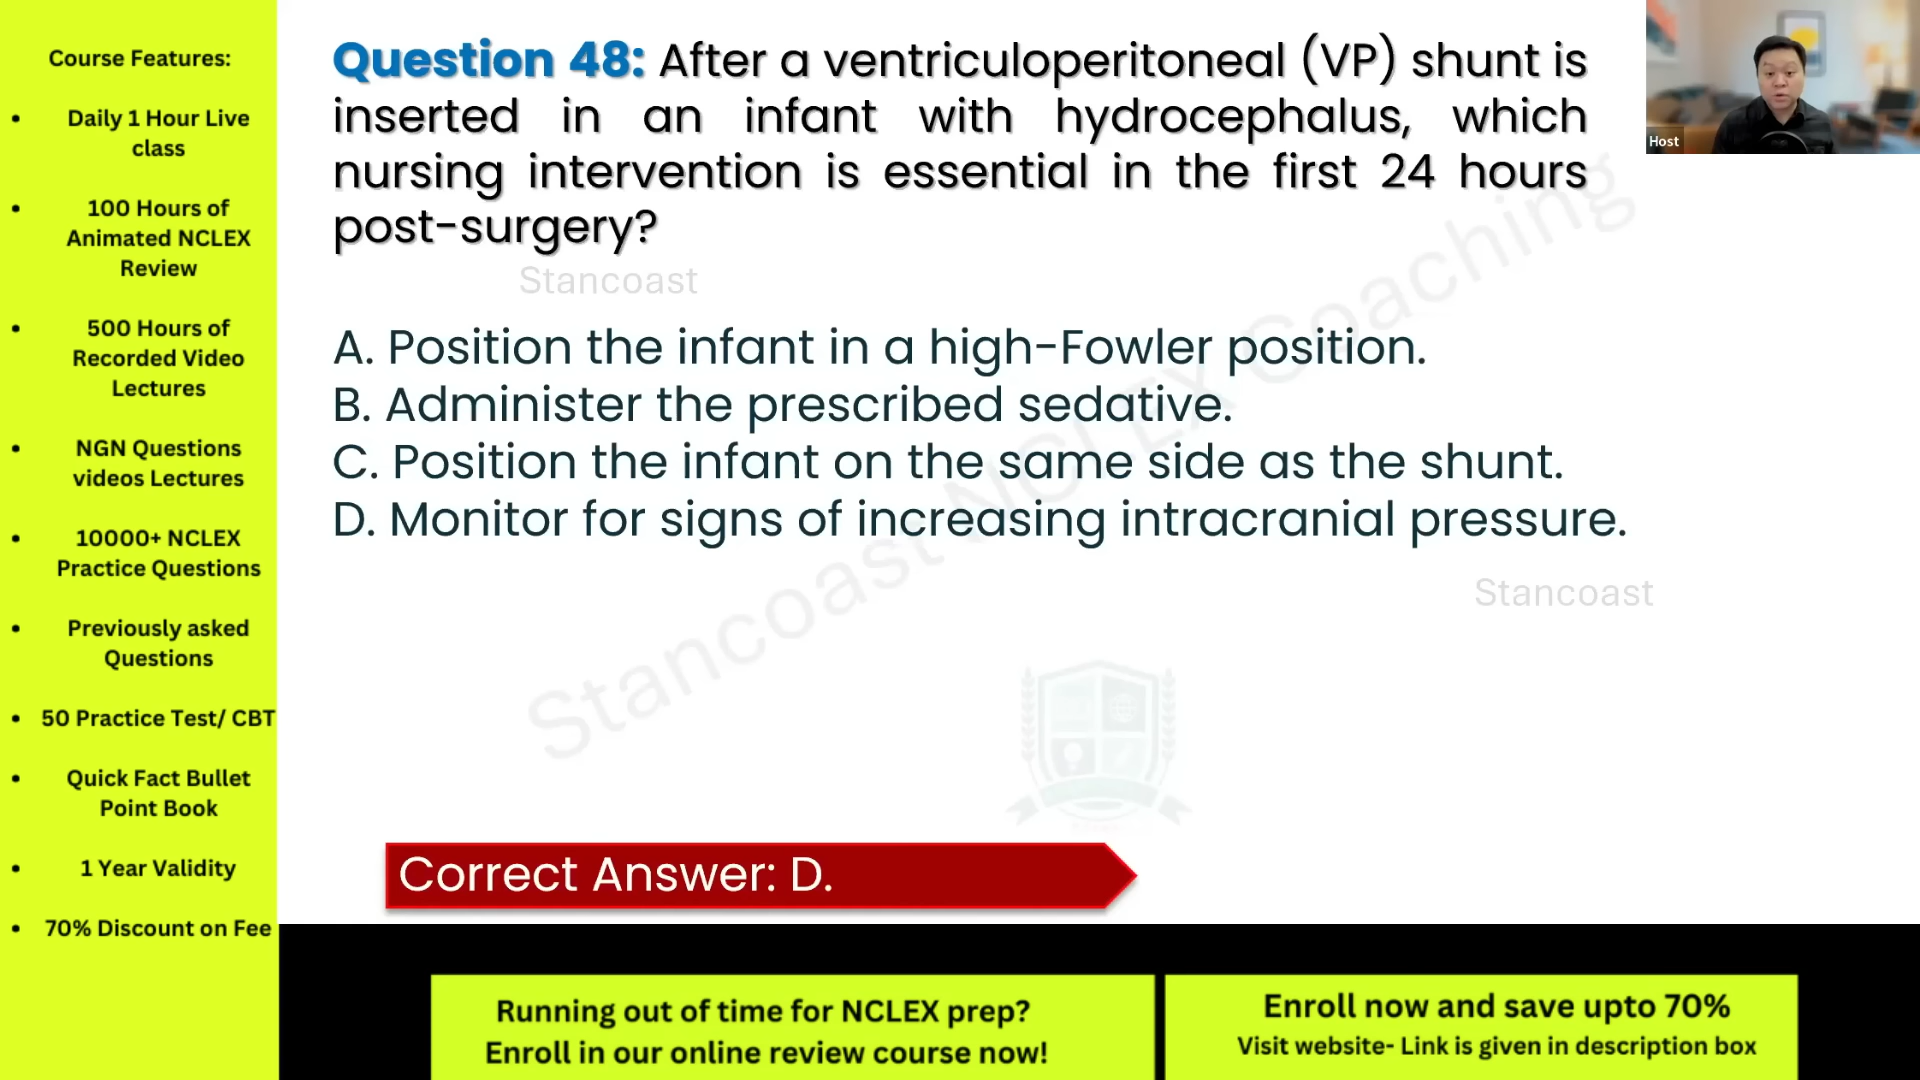 Course Features:
• Daily 1 Hour Live
class
• 100 Hours of
Animated NCLEX
Review
• 500 Hours of
Recorded Video
Lectures
• NGN Questions
videos Lectures
• 10000+ NCLEX
Practice Questions
• Previously asked
Questions
• 50 Practice Test/ CBT
• Quick Fact Bullet
Point Book
• 1 Year Validity
• 70% Discount on Fee
Question 48: After a ventriculoperitoneal (VP) shunt is
inserted in an infant with hydrocephalus, which
nursing intervention is essential in the first 24 hours
post-surgery?
Stancoast
A. Position the infant in a high-Fowler position.
B. Administer the prescribed sedative.
C. Position the infant on the same side as the shunt.
D. Monitor for signs of increasing intracranial pressure.
Stancoast
Stancoast NCLEX Coaching
Correct Answer: D.
Host
Running out of time for NCLEX prep?
Enroll in our online review course now!
Enroll now and save upto 70%
Visit website- Link is given in description box